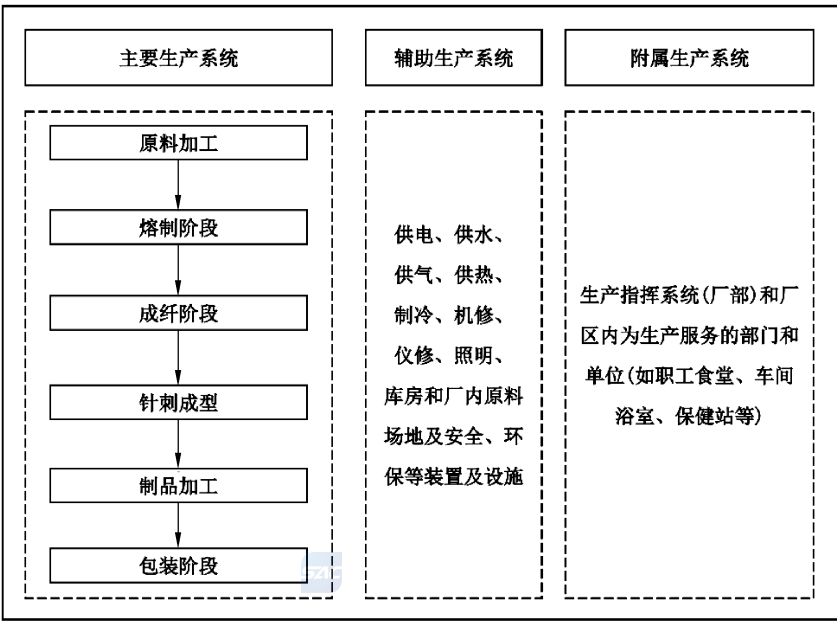 主要生产系统
辅助生产系统
附属生产系统
原料加工
熔制阶段
成纤阶段
针刺成型
制品加工
包装阶段
供电、供水、
供气、供热、
制冷、机修、
仪修、照明、
库房和厂内原料
场地及安全、环
保等装置及设施
生产指挥系统(厂部)和厂
区内为生产服务的部门和
单位(如职工食堂、车间
浴室、保健站等)
SAC